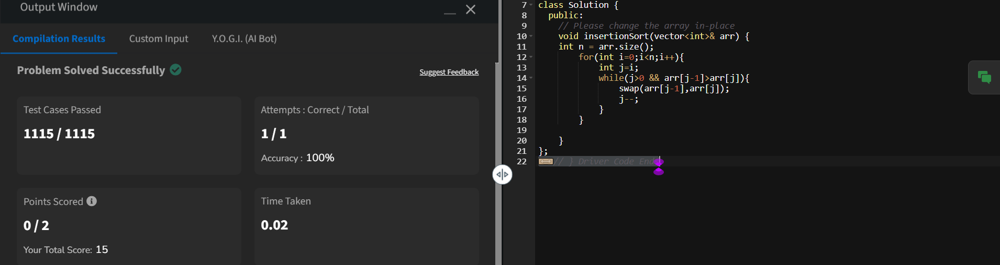 Output Window
Compilation Results
Custom Input
Y.O.G.I. (AI Bot)
Problem Solved Successfully
Suggest Feedback
Test Cases Passed
1115 / 1115
Attempts : Correct / Total
1 / 1
Accuracy : 100%
Points Scored
0 / 2
Your Total Score: 15
Time Taken
0.02
7 class Solution {
8 public:
9 // Please change the array in-place
10 void insertionSort(vector<int>& arr) {
11 int n = arr.size();
12 for(int i=0;i<n;i++){
13 int j=i;
14 while(j>0 && arr[j-1]>arr[j]){
15 swap(arr[j-1],arr[j]);
16 j--;
17 }
18 }
19
20 }
21 };
22 // } Driver Code Ends